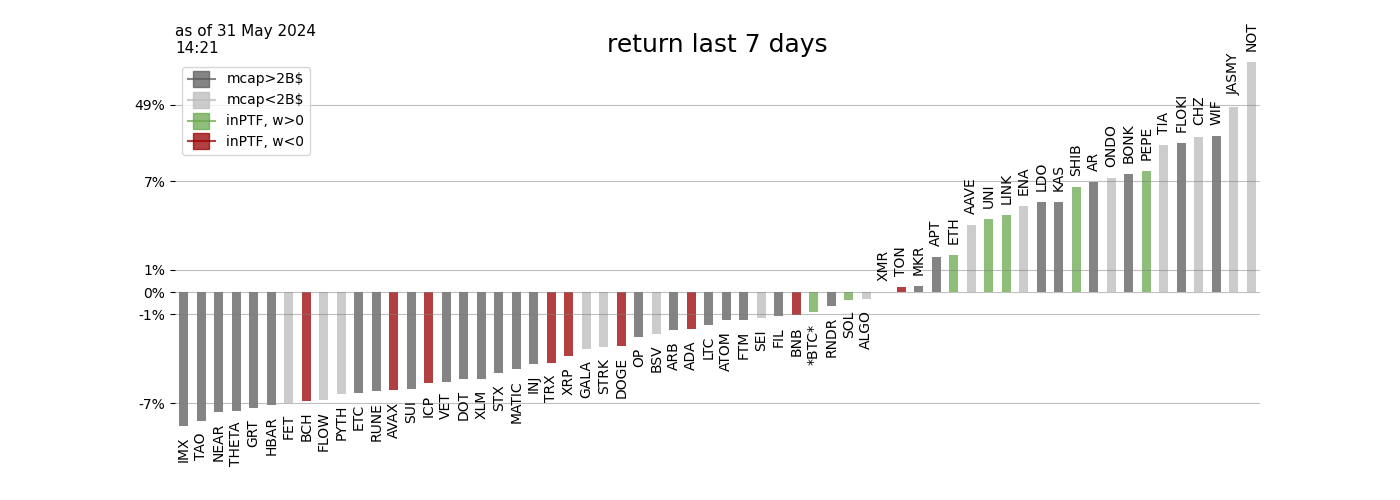 as of 31 May 2024
14:21
return last 7 days
mcap>2B$
mcap<2B$
inPTF, w>0
inPTF, w<0
49%
7%
1%
0%
-1%
-7%
IMX
TAO
NEAR
THETA
GRT
HBAR
FET
BCH
FLOW
PYTH
ETC
RUNE
AVAX
SUI
ICP
VET
DOT
XLM
STX
MATIC
INJ
TRX
XRP
GALA
STRK
DOGE
OP
BSV
ARB
ADA
LTC
ATOM
FTM
SEI
FIL
BNB
*BTC*
RNDR
SOL
ALGO
XMR
TON
MKR
APT
ETH
AAVE
UNI
LINK
ENA
LDO
KAS
SHIB
AR
ONDO
BONK
PEPE
TIA
FLOKI
CHZ
WIF
JASMY
NOT